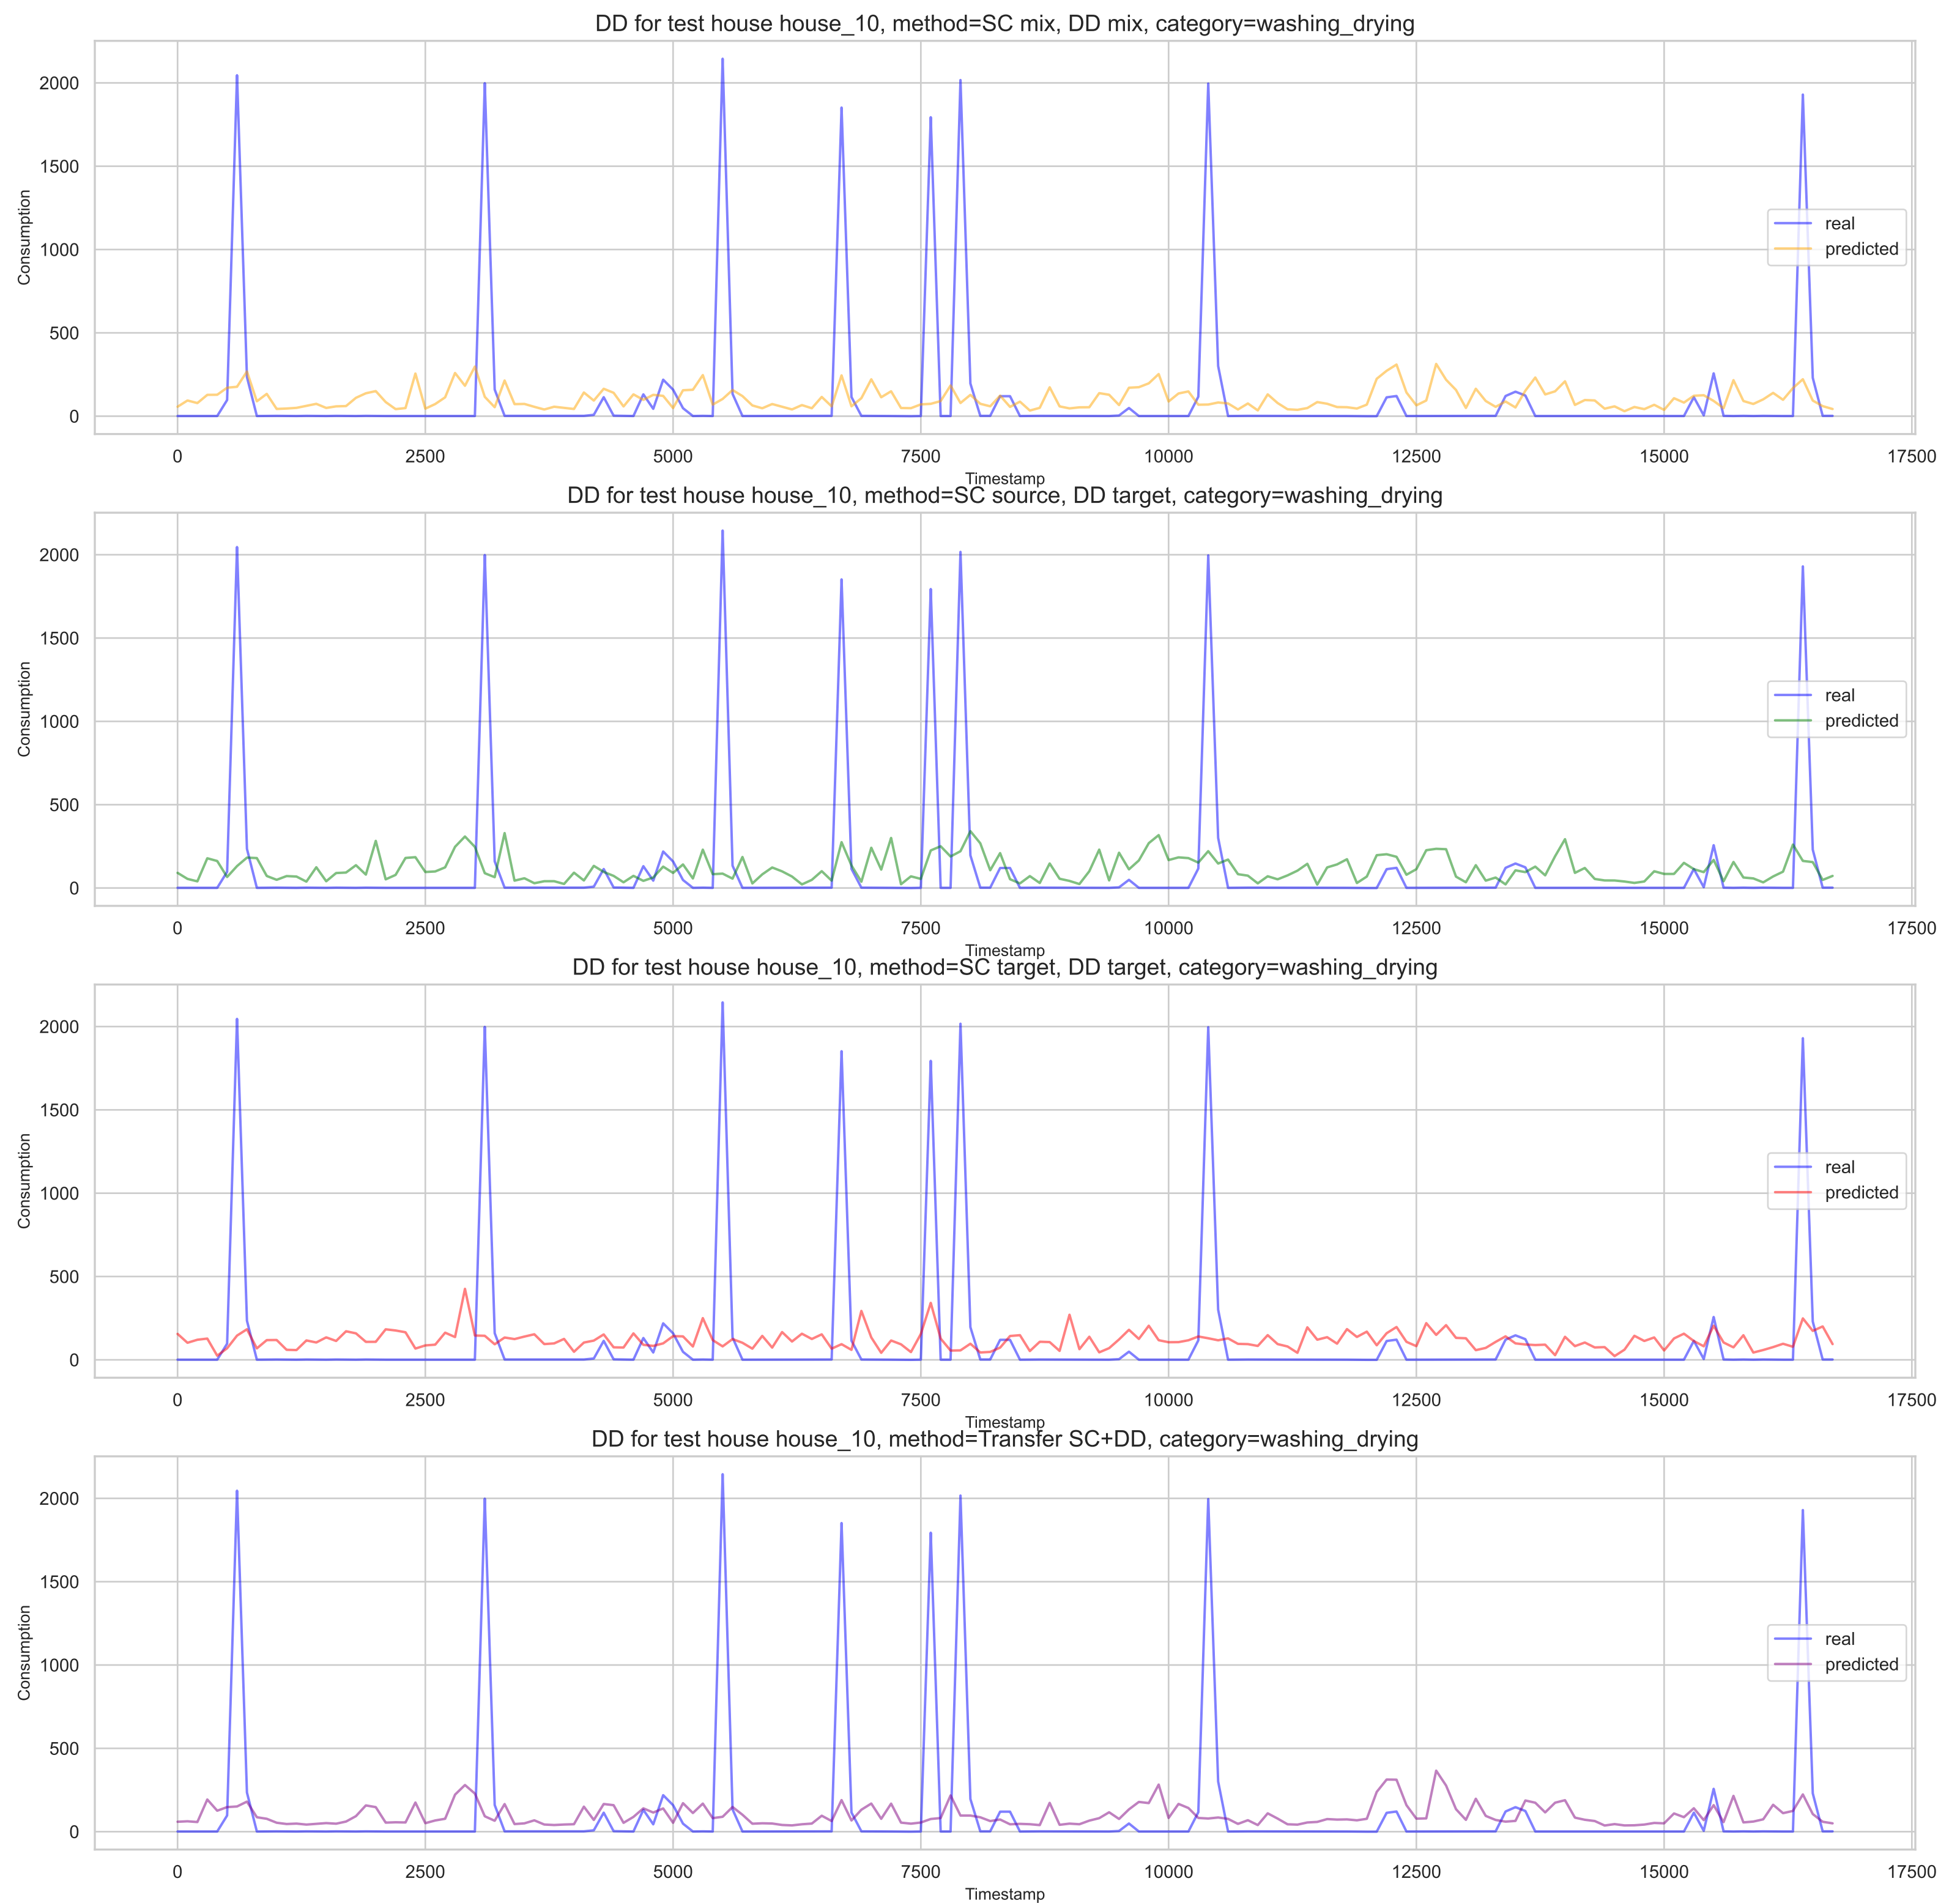 DD for test house house_10, method=SC mix, DD mix, category=washing_drying
2000
1500
1000
500
0
Consumption
real
predicted
0 2500 5000 7500 10000 12500 15000 17500
Timestamp
DD for test house house_10, method=SC source, DD target, category=washing_drying
2000
1500
1000
500
0
Consumption
real
predicted
0 2500 5000 7500 10000 12500 15000 17500
Timestamp
DD for test house house_10, method=SC target, DD target, category=washing_drying
2000
1500
1000
500
0
Consumption
real
predicted
0 2500 5000 7500 10000 12500 15000 17500
Timestamp
DD for test house house_10, method=Transfer SC+DD, category=washing_drying
2000
1500
1000
500
0
Consumption
real
predicted
0 2500 5000 7500 10000 12500 15000 17500
Timestamp